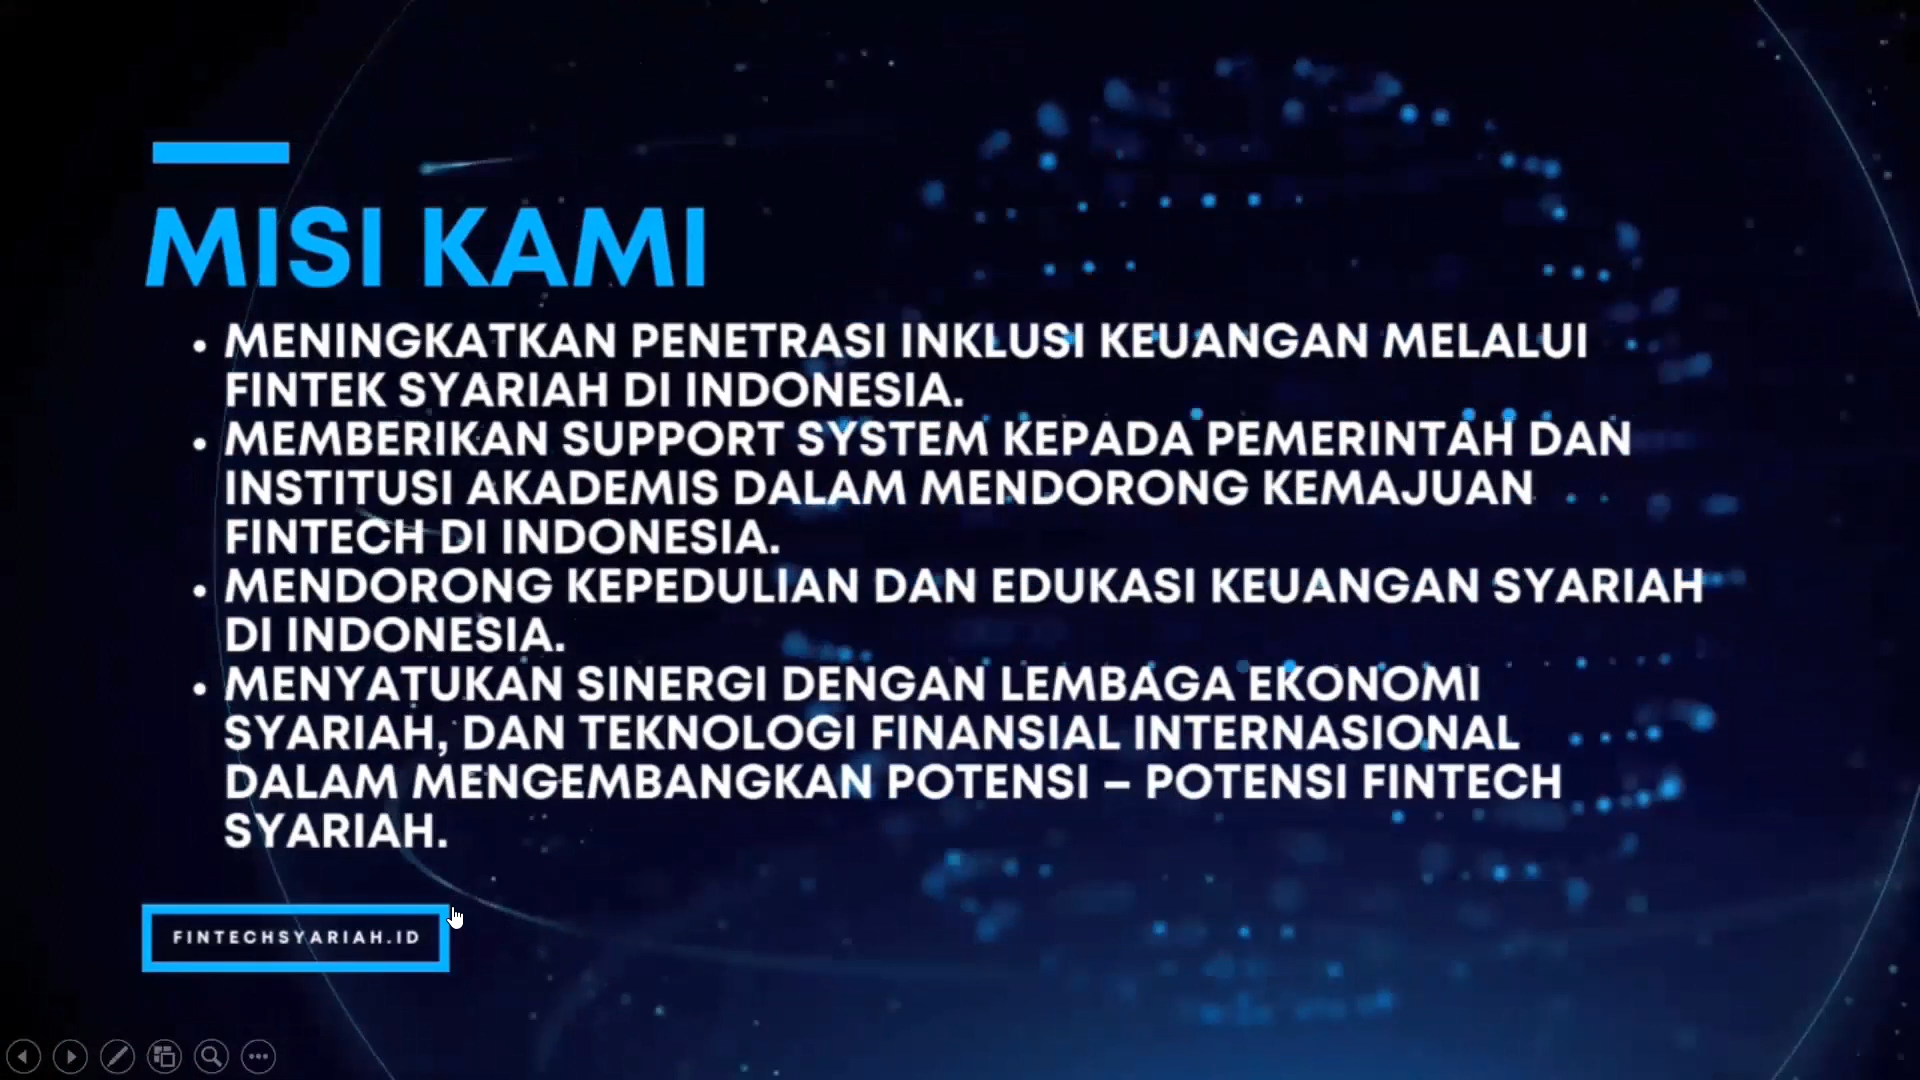 MISI KAMI
• MENINGKATKAN PENETRASI INKLUSI KEUANGAN MELALUI
FINTEK SYARIAH DI INDONESIA.
• MEMBERIKAN SUPPORT SYSTEM KEPADA PEMERINTAH DAN
INSTITUSI AKADEMIS DALAM MENDORONG KEMAJUAN
FINTECH DI INDONESIA.
• MENDORONG KEPEDULIAN DAN EDUKASI KEUANGAN SYARIAH
DI INDONESIA.
• MENYATUKAN SINERGI DENGAN LEMBAGA EKONOMI
SYARIAH, DAN TEKNOLOGI FINANSIAL INTERNASIONAL
DALAM MENGEMBANGKAN POTENSI – POTENSI FINTECH
SYARIAH.
FINTECHSYARIAH.ID